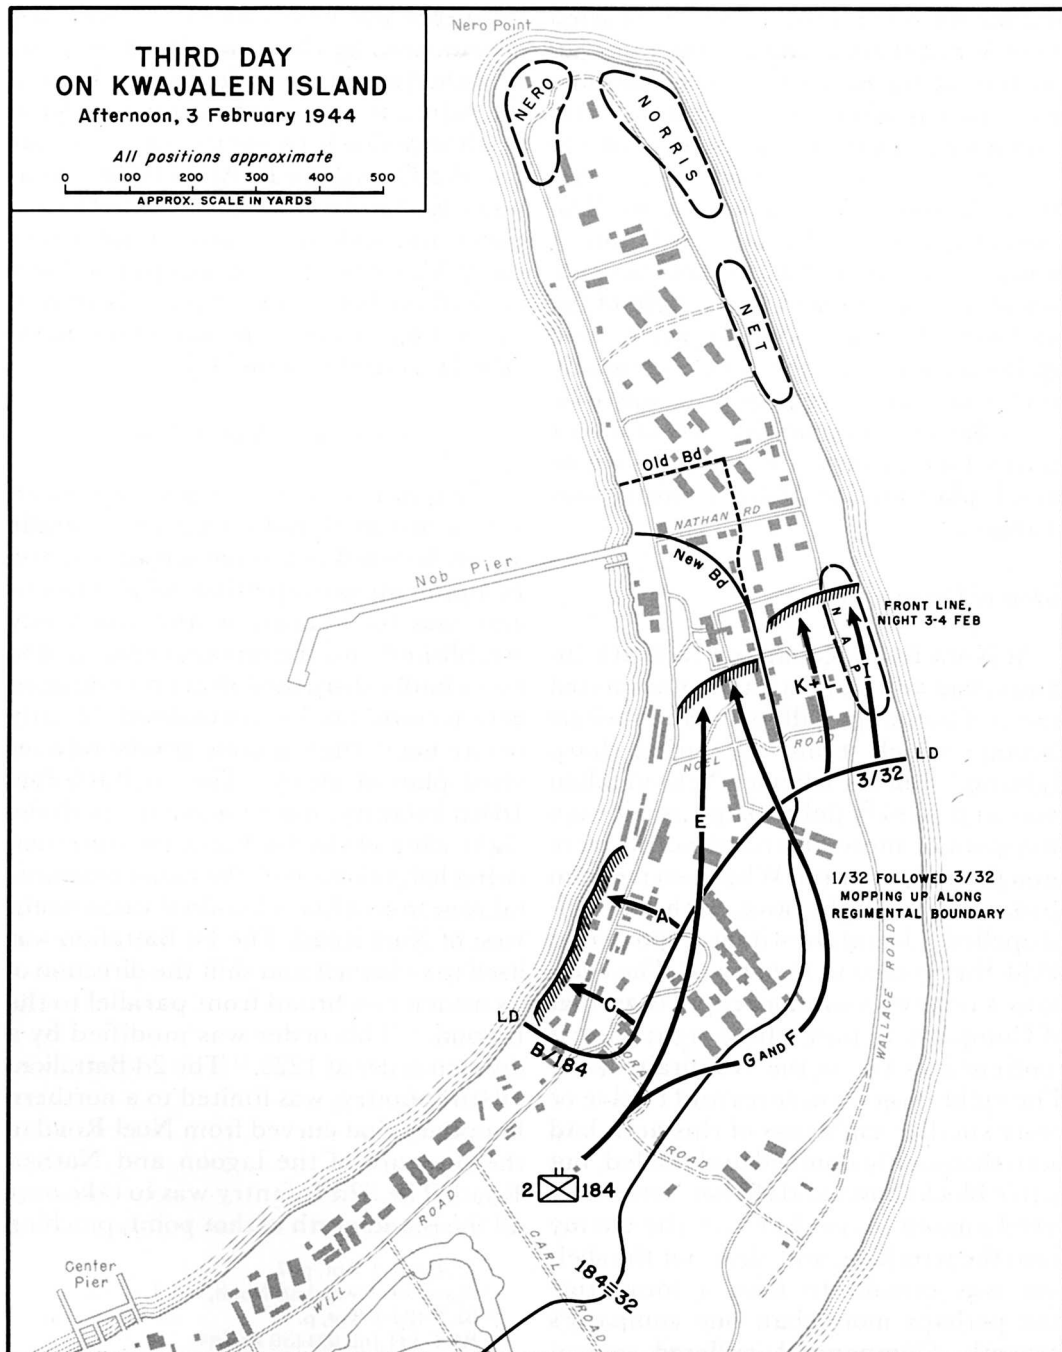 THIRD DAY
ON KWAJALEIN ISLAND
Afternoon, 3 February 1944
All positions approximate
0 100 200 300 400 500
APPROX. SCALE IN YARDS
Nero Point
NERO
NORRIS
NET
Old Bd
NATHAN RD
Nob Pier
New Bd
FRONT LINE,
NIGHT 3-4 FEB
NAP
K+L
I
NOEL ROAD
LD
3/32
E
1/32 FOLLOWED 3/32
MOPPING UP ALONG
REGIMENTAL BOUNDARY
A
C
LD
B/184
WALLACE ROAD
G AND F
ROAD
2 184
ROAD
WILL
Center
Pier
CARL
ROAD
184 32